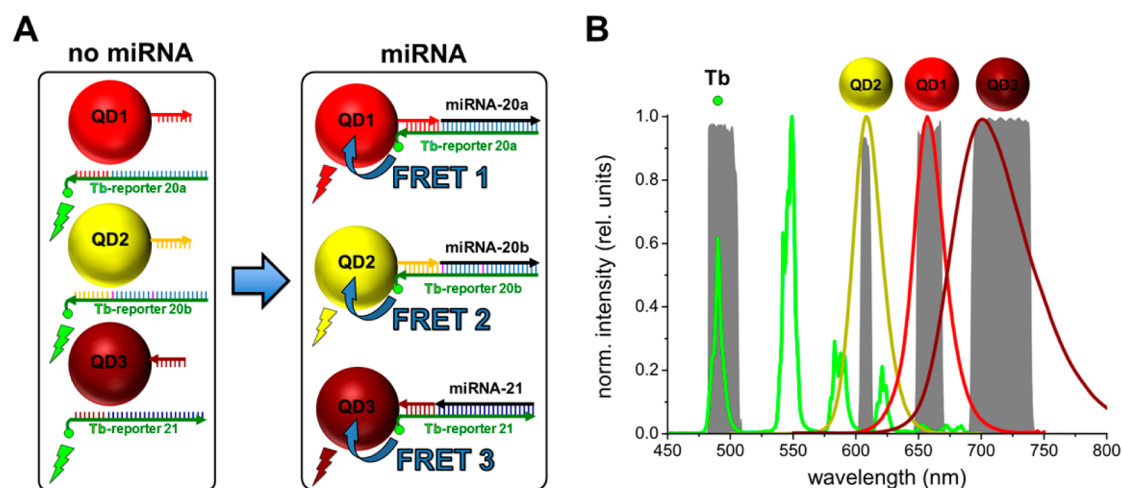 A
no miRNA
QD1
Tb-reporter 20a
QD2
Tb-reporter 20b
QD3
Tb-reporter 21
miRNA
QD1
miRNA-20a
Tb-reporter 20a
FRET 1
QD2
miRNA-20b
Tb-reporter 20b
FRET 2
QD3
miRNA-21
Tb-reporter 21
FRET 3
B
Tb
QD2
QD1
QD3
norm. intensity (rel. units)
1.0
0.8
0.6
0.4
0.2
0.0
450 500 550 600 650 700 750 800
wavelength (nm)